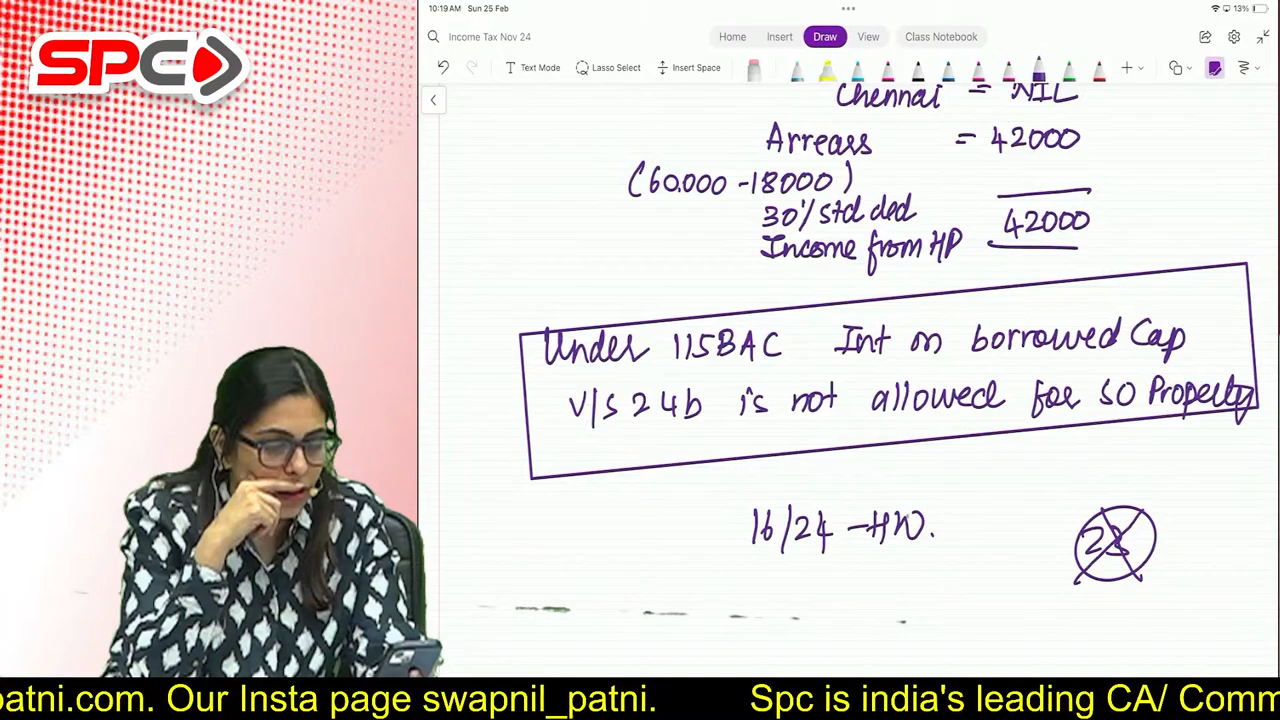 10:19 AM Sun 25 Feb
13%
SPC
Income Tax Nov 24
Home Insert Draw View Class Notebook
Text Mode Lasso Select Insert Space
Chennai = NIL
Arrears = 42000
(60,000 - 18000)
30% Std ded
42000
Income from HP
Under 115BAC Int on borrowed Cap
V/S 24b is not allowed for SO Property
16/24 - HW.
23
patni.com. Our Insta page swapnil_patni. Spc is india's leading CA/ Comm